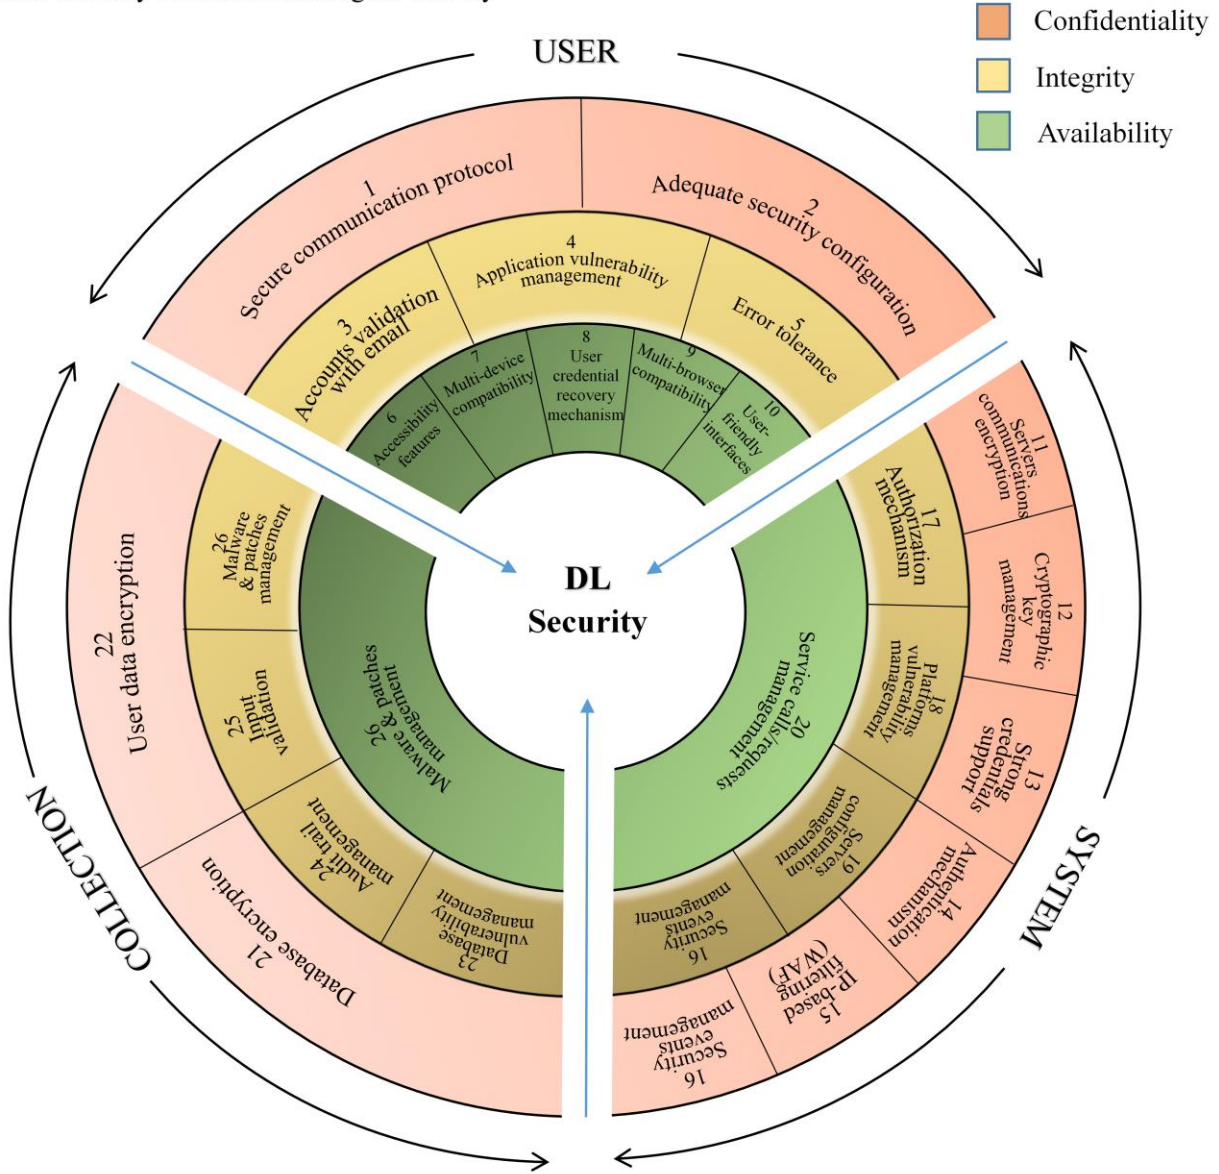 Confidentiality
Integrity
Availability
USER
1
Secure communication protocol
2
Adequate security configuration
3
Accounts validation
with email
4
Application vulnerability
management
5
Error tolerance
6
Accessibility
features
7
Multi-device
compatibility
8
User
credential
recovery
mechanism
9
Multi-browser
compatibility
10
User-
friendly
interfaces
SYSTEM
11
Servers
communications
encryption
12
Cryptographic
key
management
13
Strong
credentials
support
14
Authentication
mechanism
15
IP-based
filtering
(WAF)
16
Security
events
management
17
Authorization
mechanism
18
Platforms
vulnerability
management
19
Servers
configuration
management
16
Security
events
management
20
Service calls/requests
management
COLLECTION
21
Database encryption
22
User data encryption
23
Database
vulnerability
management
24
Audit trail
management
25
Input
validation
26
Malware
& patches
management
26
Malware & patches
management
DL
Security